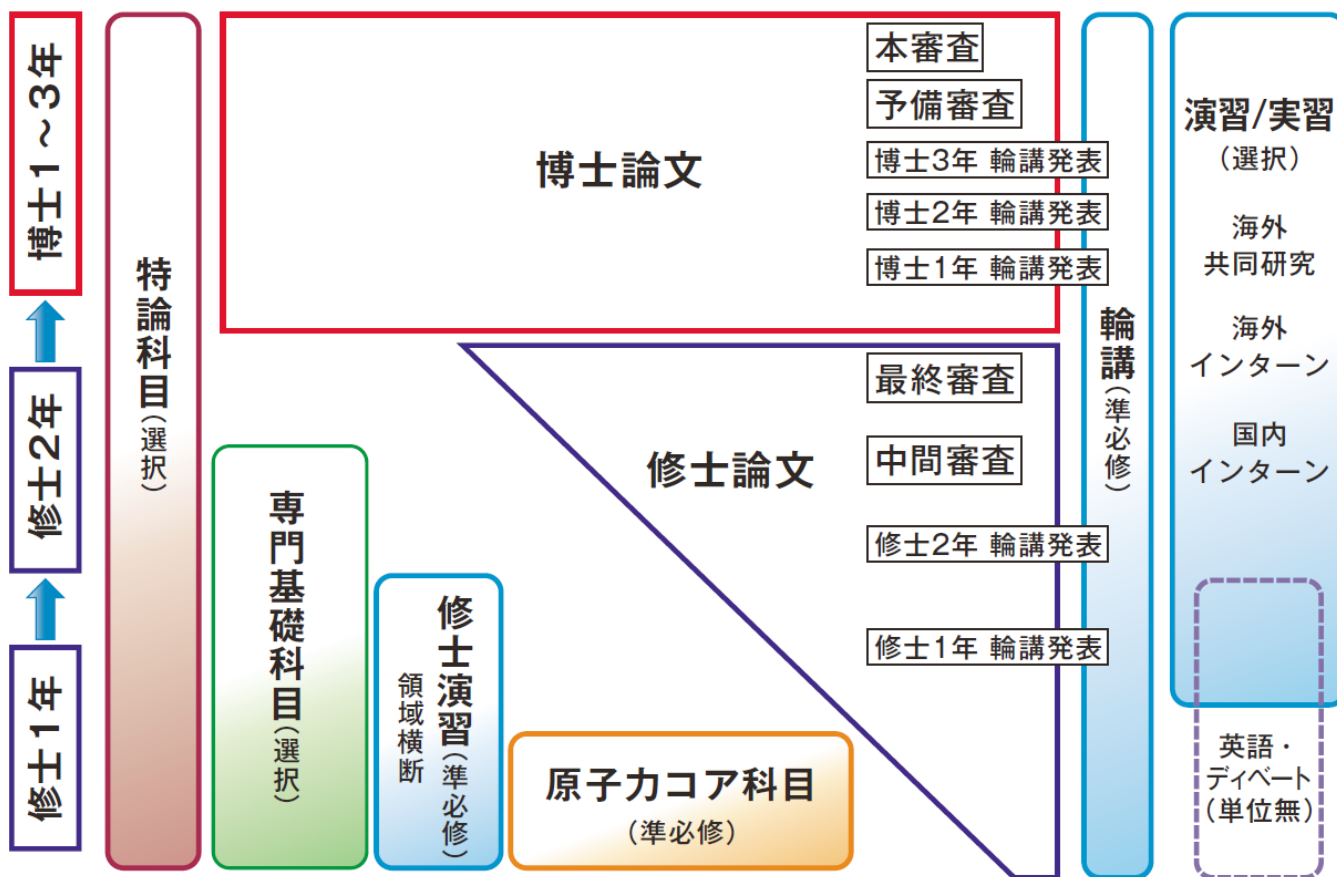 博士1～3年
修士2年
修士1年
特論科目（選択）
専門基礎科目（選択）
修士演習（準必修）
領域横断
原子力コア科目
（準必修）
博士論文
本審査
予備審査
博士3年 輪講発表
博士2年 輪講発表
博士1年 輪講発表
修士論文
最終審査
中間審査
修士2年 輪講発表
修士1年 輪講発表
輪講（準必修）
演習/実習
（選択）
海外
共同研究
海外
インターン
国内
インターン
英語・
ディベート
（単位無）